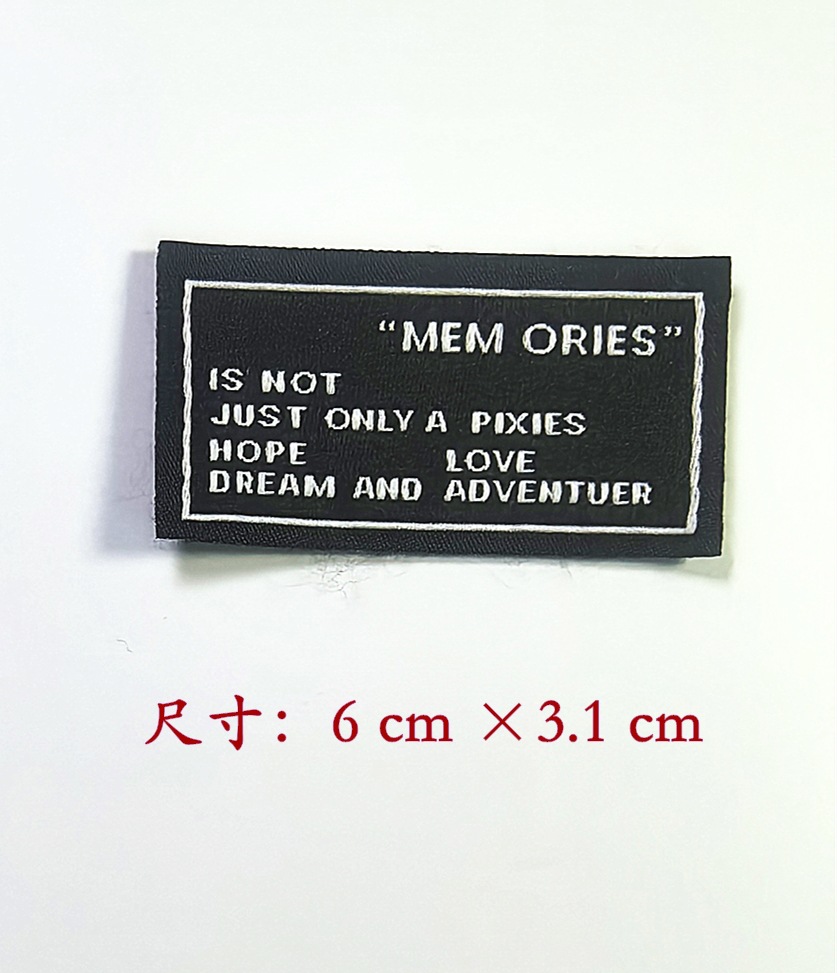 “MEM ORIES”
IS NOT
JUST ONLY A PIXIES
HOPE LOVE
DREAM AND ADVENTUER
尺寸：6 cm ×3.1 cm